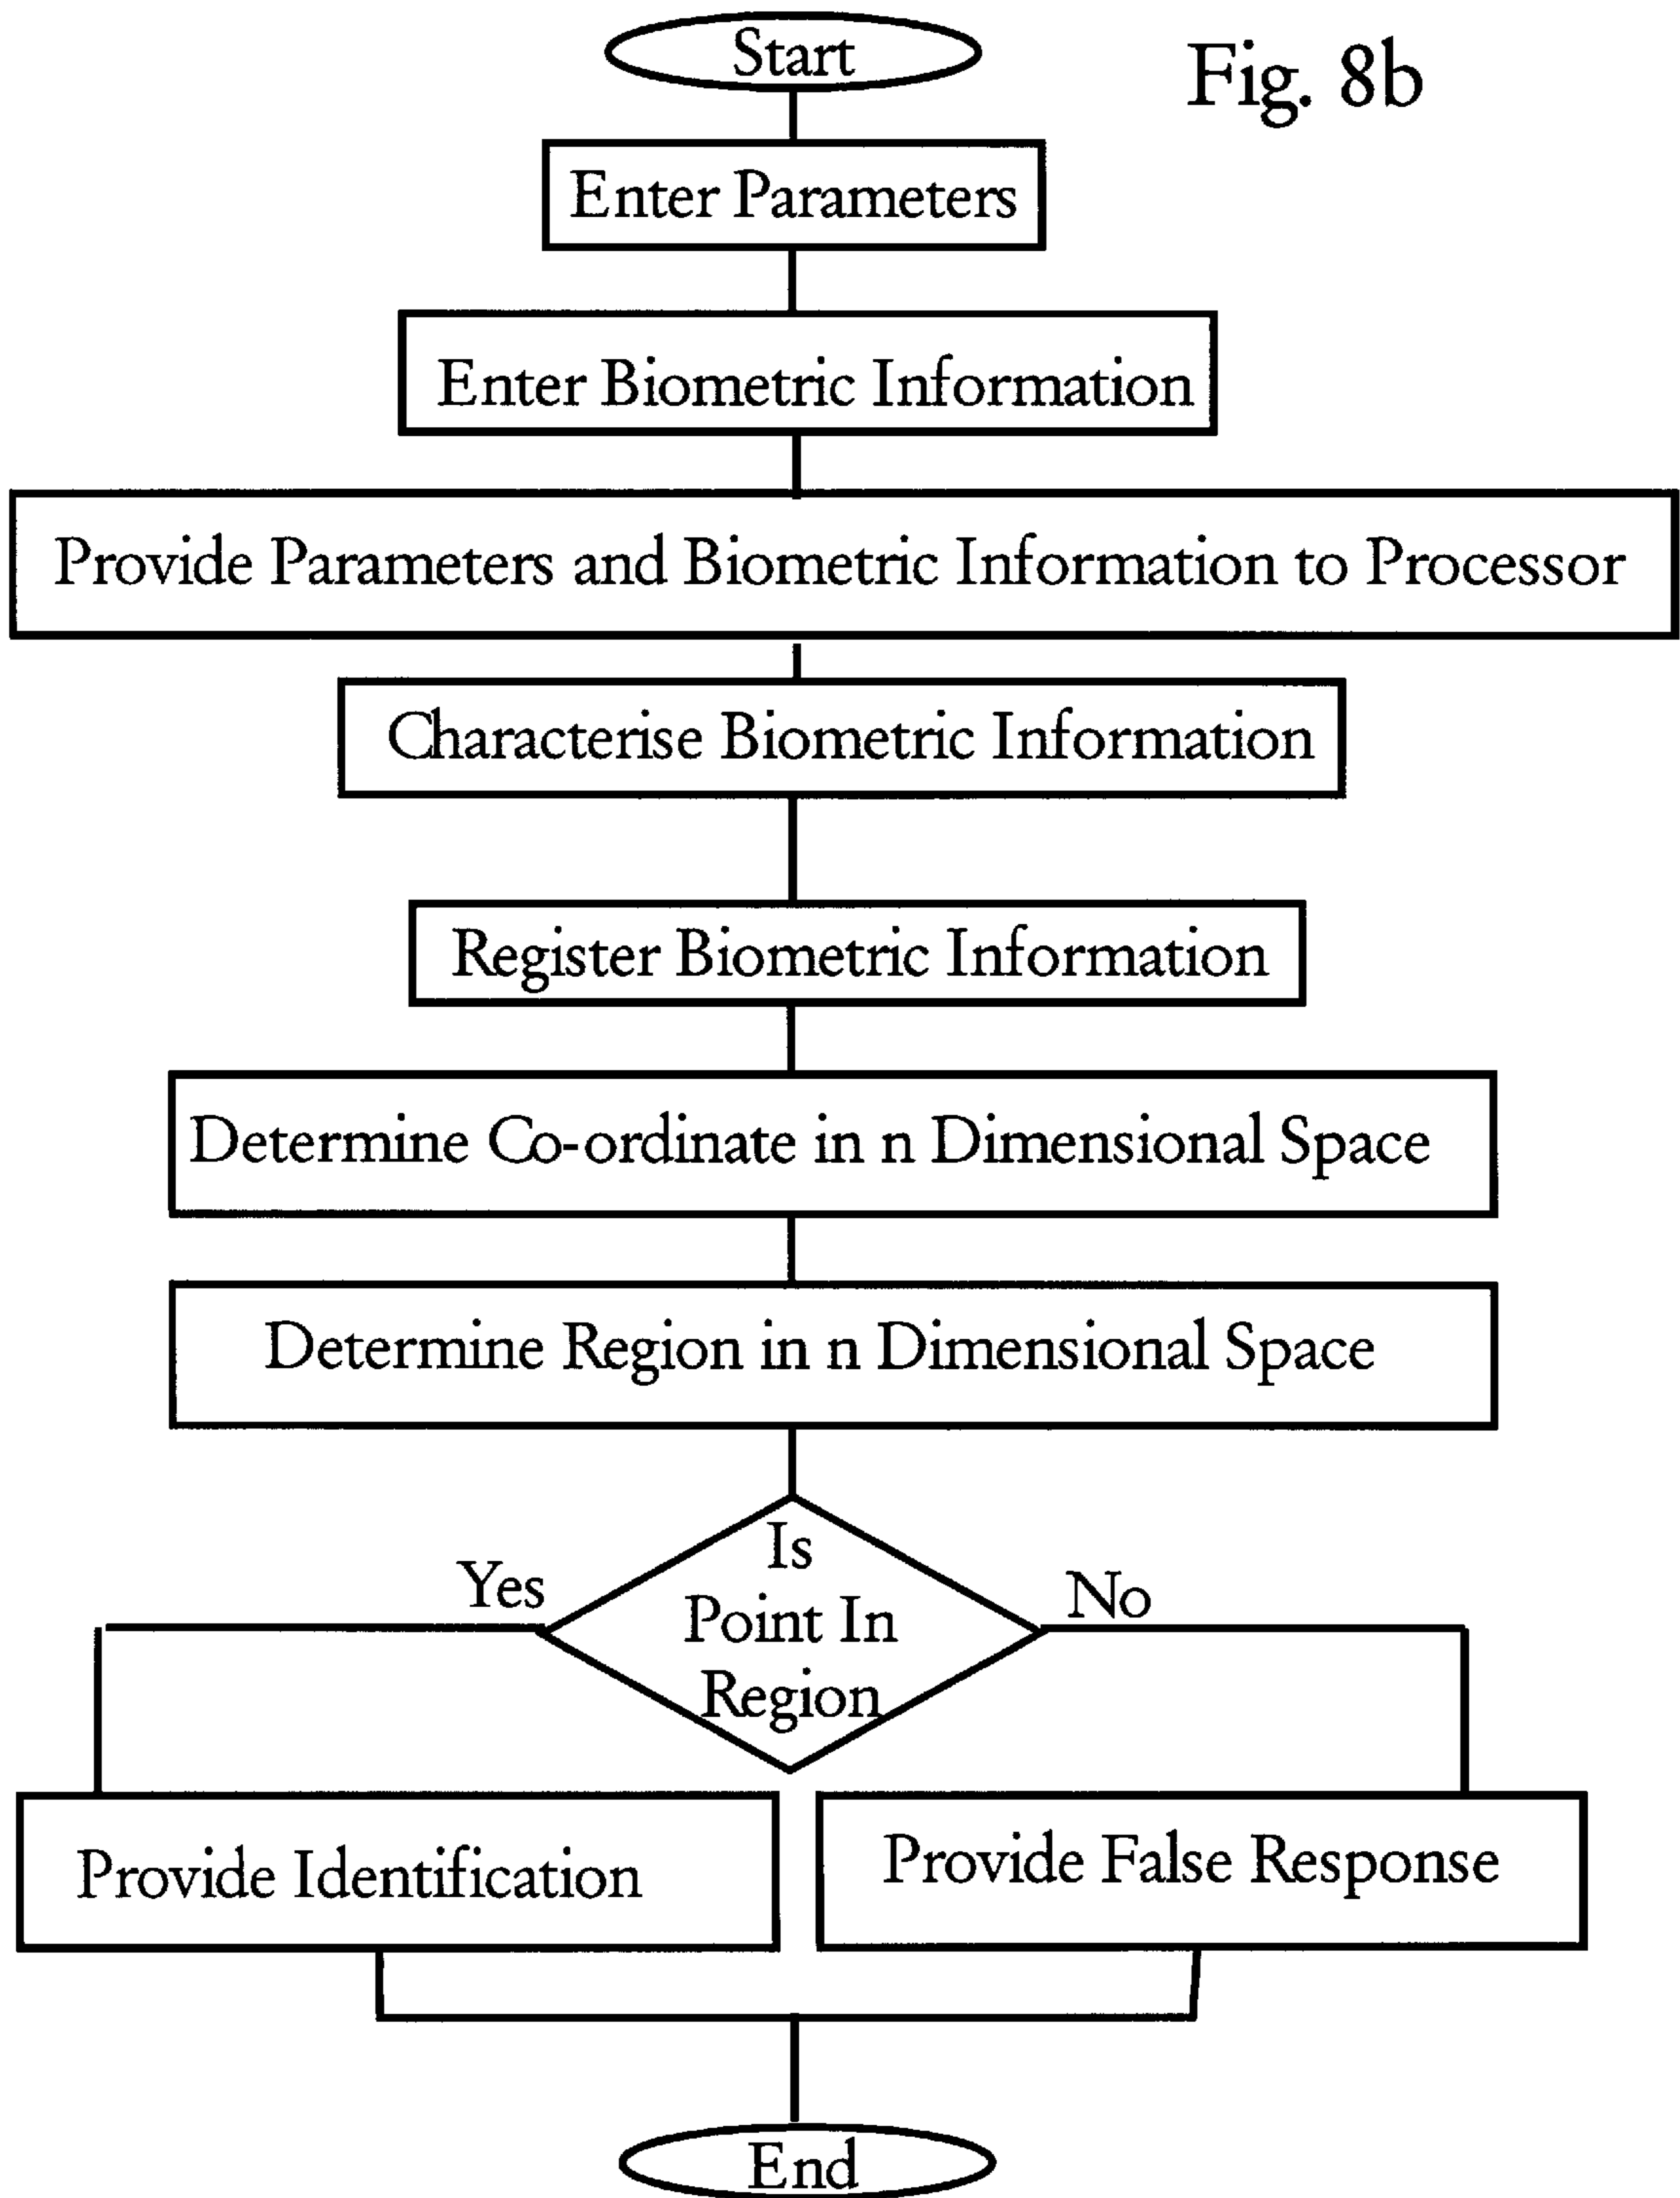 Start
Fig. 8b
Enter Parameters
Enter Biometric Information
Provide Parameters and Biometric Information to Processor
Characterise Biometric Information
Register Biometric Information
Determine Co-ordinate in n Dimensional Space
Determine Region in n Dimensional Space
Is
Point In
Region
Yes
No
Provide Identification
Provide False Response
End